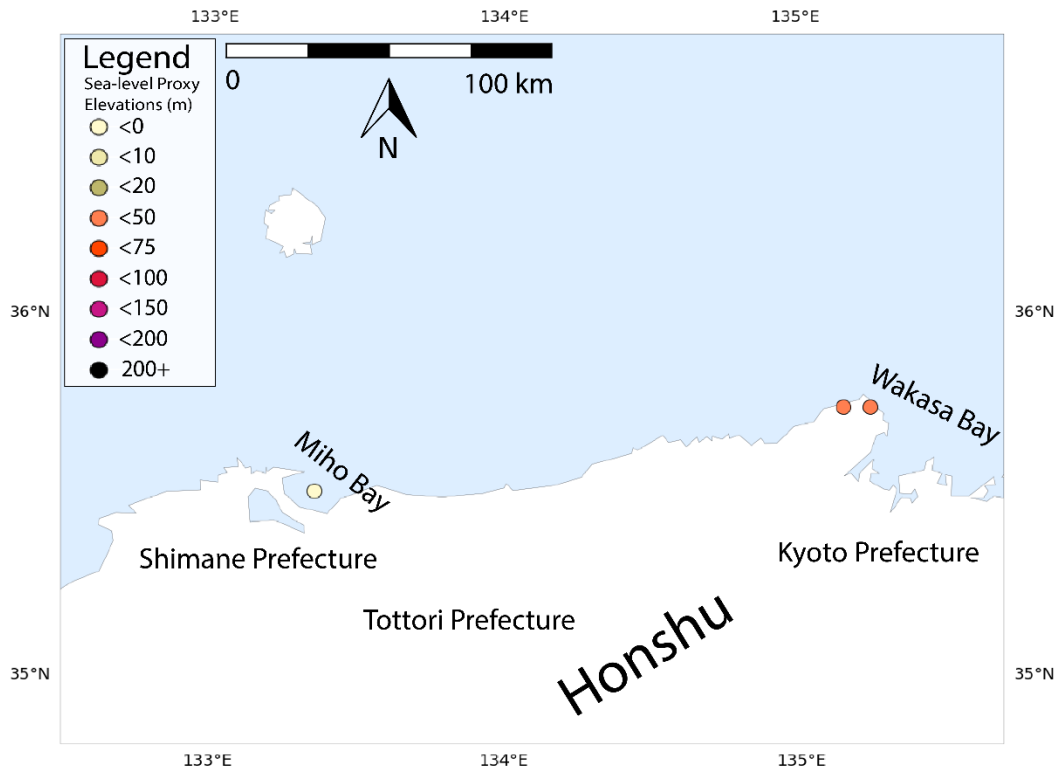 133°E
134°E
135°E
Legend
Sea-level Proxy
Elevations (m)
<0
<10
<20
<50
<75
<100
<150
<200
200+
0
100 km
N
36°N
36°N
Wakasa Bay
Miho Bay
Shimane Prefecture
Kyoto Prefecture
Tottori Prefecture
Honshu
35°N
35°N
133°E
134°E
135°E